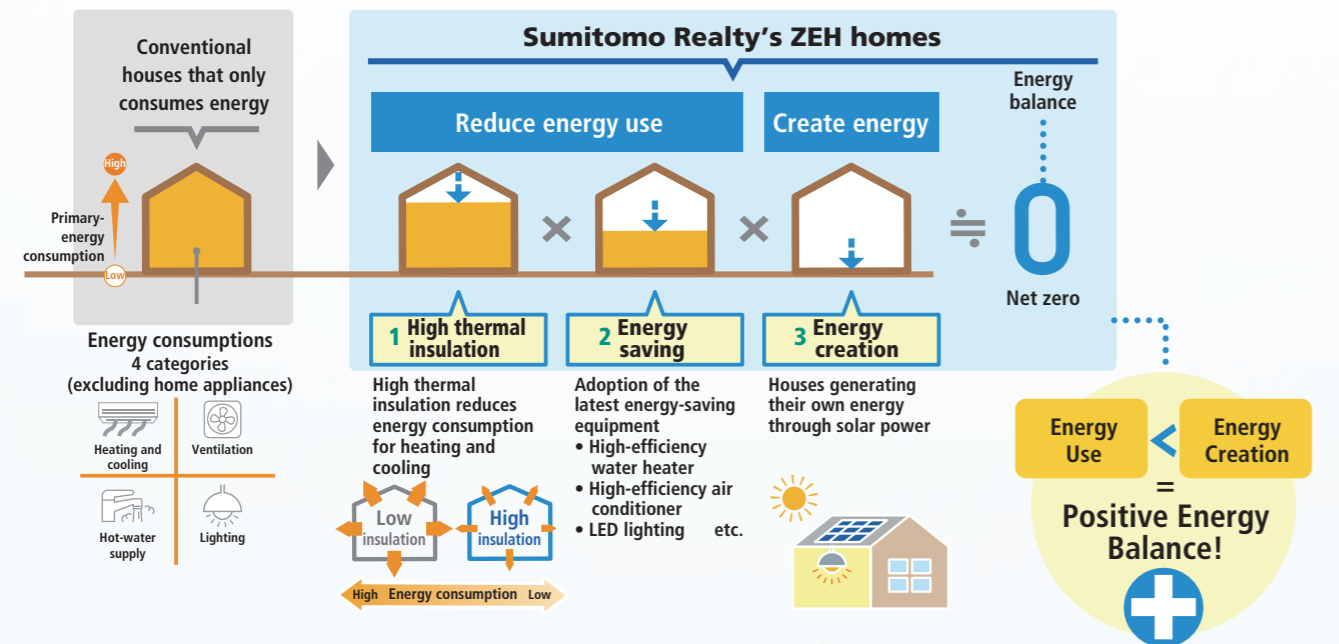 Conventional
houses that only
consumes energy
High
Primary-
energy
consumption
Low
Energy consumptions
4 categories
(excluding home appliances)
Heating and
cooling
Ventilation
Hot-water
supply
Lighting
Sumitomo Realty's ZEH homes
Reduce energy use
Create energy
Energy
balance
×
×
≒
0
Net zero
1 High thermal
insulation
High thermal
insulation reduces
energy consumption
for heating and
cooling
Low
insulation
High
insulation
High Energy consumption Low
2 Energy
saving
Adoption of the
latest energy-saving
equipment
• High-efficiency
water heater
• High-efficiency air
conditioner
• LED lighting etc.
3 Energy
creation
Houses generating
their own energy
through solar power
Energy
Use
<
Energy
Creation
=
Positive Energy
Balance!
+